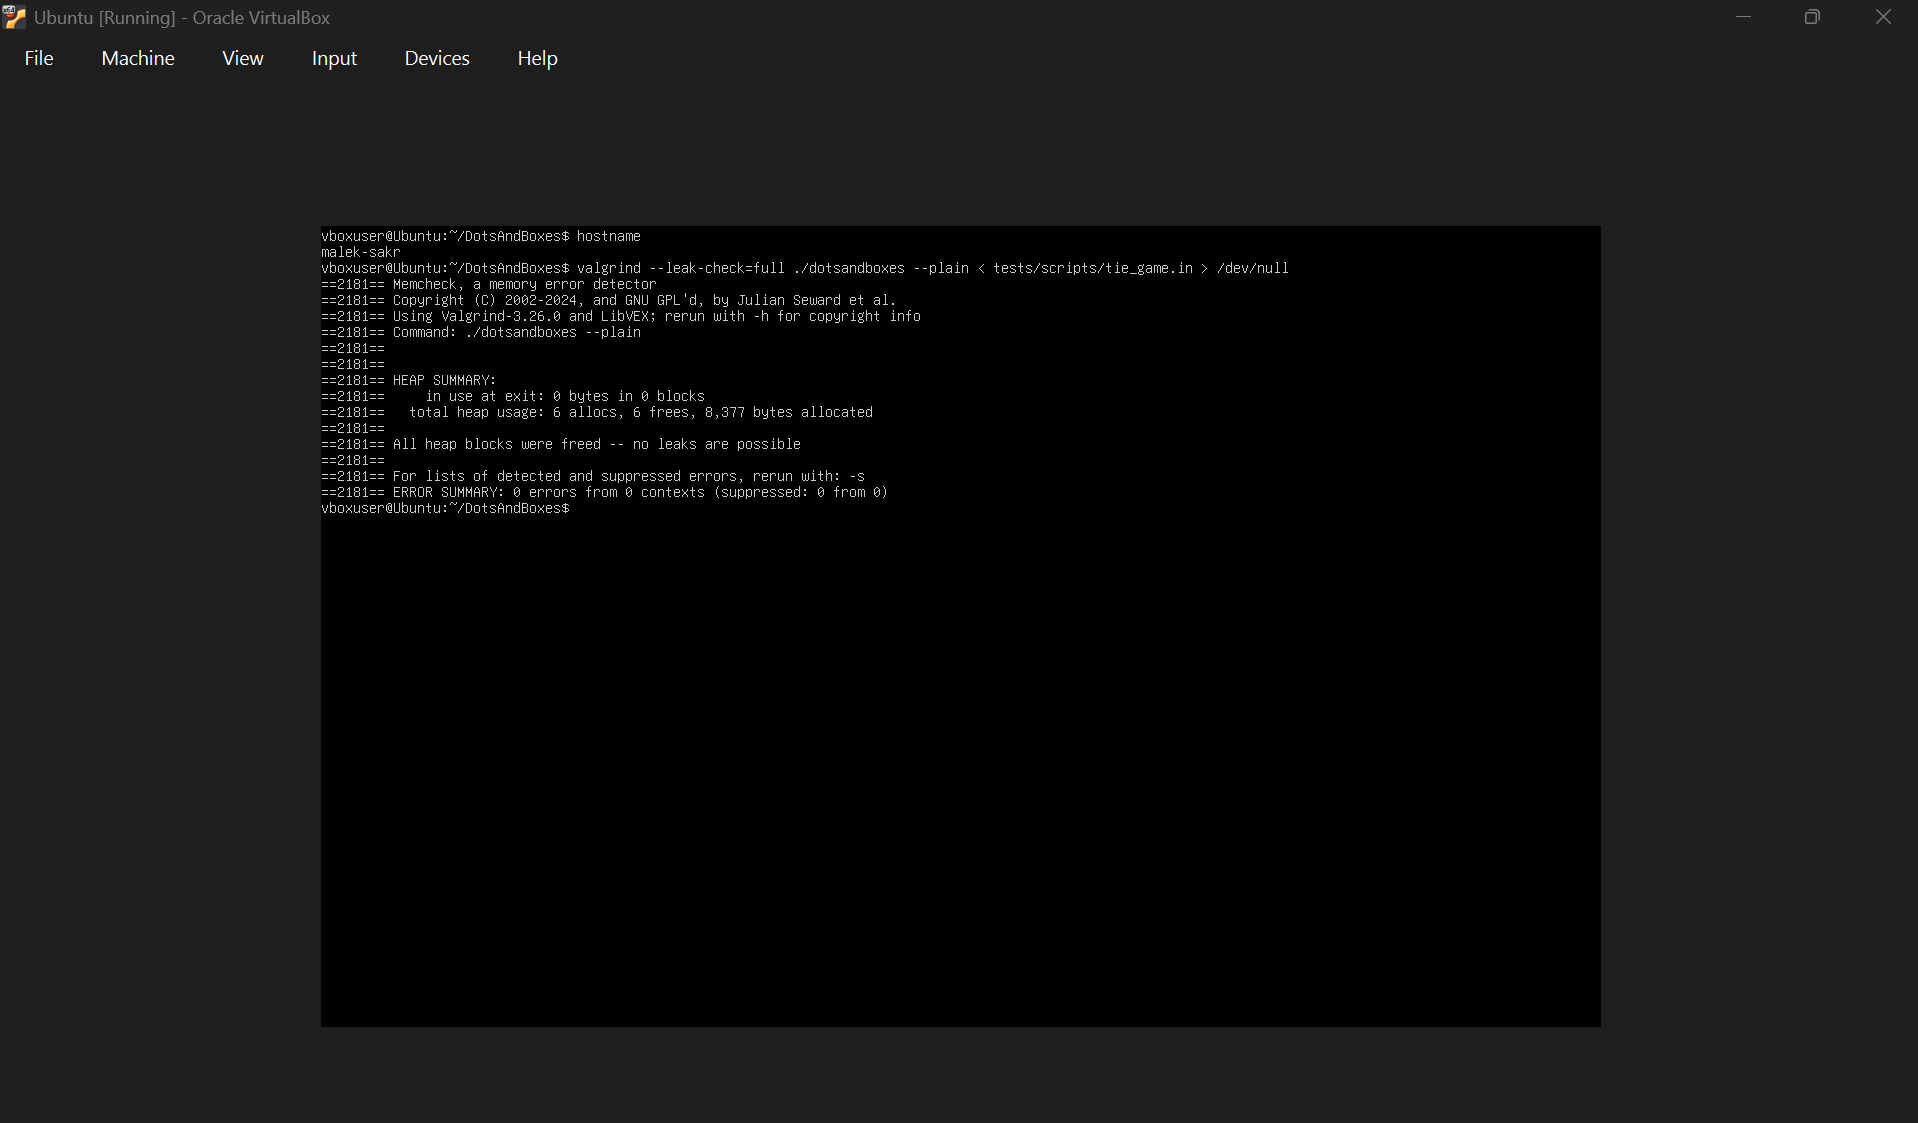 Ubuntu [Running] - Oracle VirtualBox
File Machine View Input Devices Help
vboxuser@Ubuntu:~/DotsAndBoxes$ hostname
malek-sakr
vboxuser@Ubuntu:~/DotsAndBoxes$ valgrind --leak-check=full ./dotsandboxes --plain < tests/scripts/tie_game.in > /dev/null
==2181== Memcheck, a memory error detector
==2181== Copyright (C) 2002-2024, and GNU GPL'd, by Julian Seward et al.
==2181== Using Valgrind-3.26.0 and LibVEX; rerun with -h for copyright info
==2181== Command: ./dotsandboxes --plain
==2181==
==2181==
==2181== HEAP SUMMARY:
==2181==     in use at exit: 0 bytes in 0 blocks
==2181==   total heap usage: 6 allocs, 6 frees, 8,377 bytes allocated
==2181==
==2181== All heap blocks were freed -- no leaks are possible
==2181==
==2181== For lists of detected and suppressed errors, rerun with: -s
==2181== ERROR SUMMARY: 0 errors from 0 contexts (suppressed: 0 from 0)
vboxuser@Ubuntu:~/DotsAndBoxes$